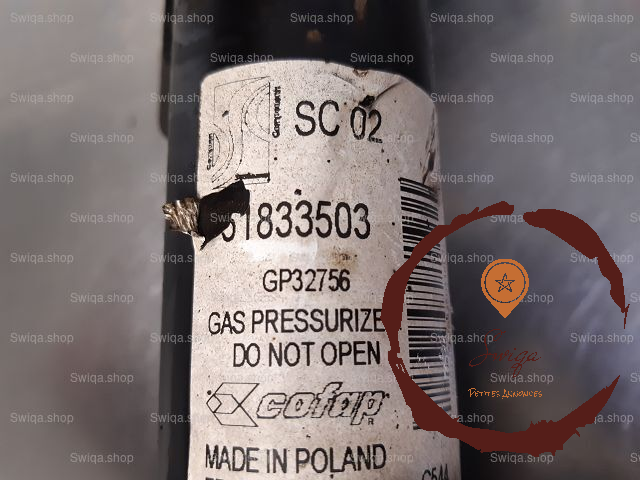 SC 02
51833503
GP32756
GAS PRESSURIZE
DO NOT OPEN
cofap
R
MADE IN POLAND
Swiqa
PETITES ANNONCES
Swiqa.shop